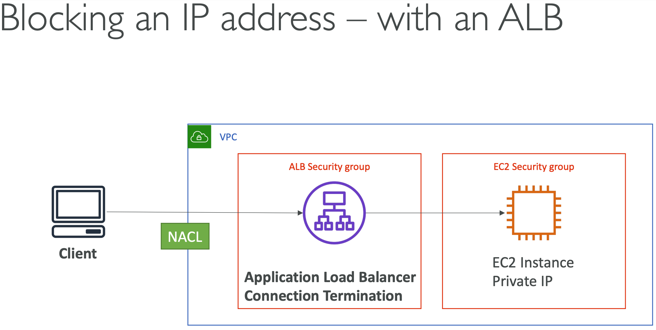 Blocking an IP address – with an ALB
VPC
ALB Security group
EC2 Security group
NACL
Client
Application Load Balancer
Connection Termination
EC2 Instance
Private IP